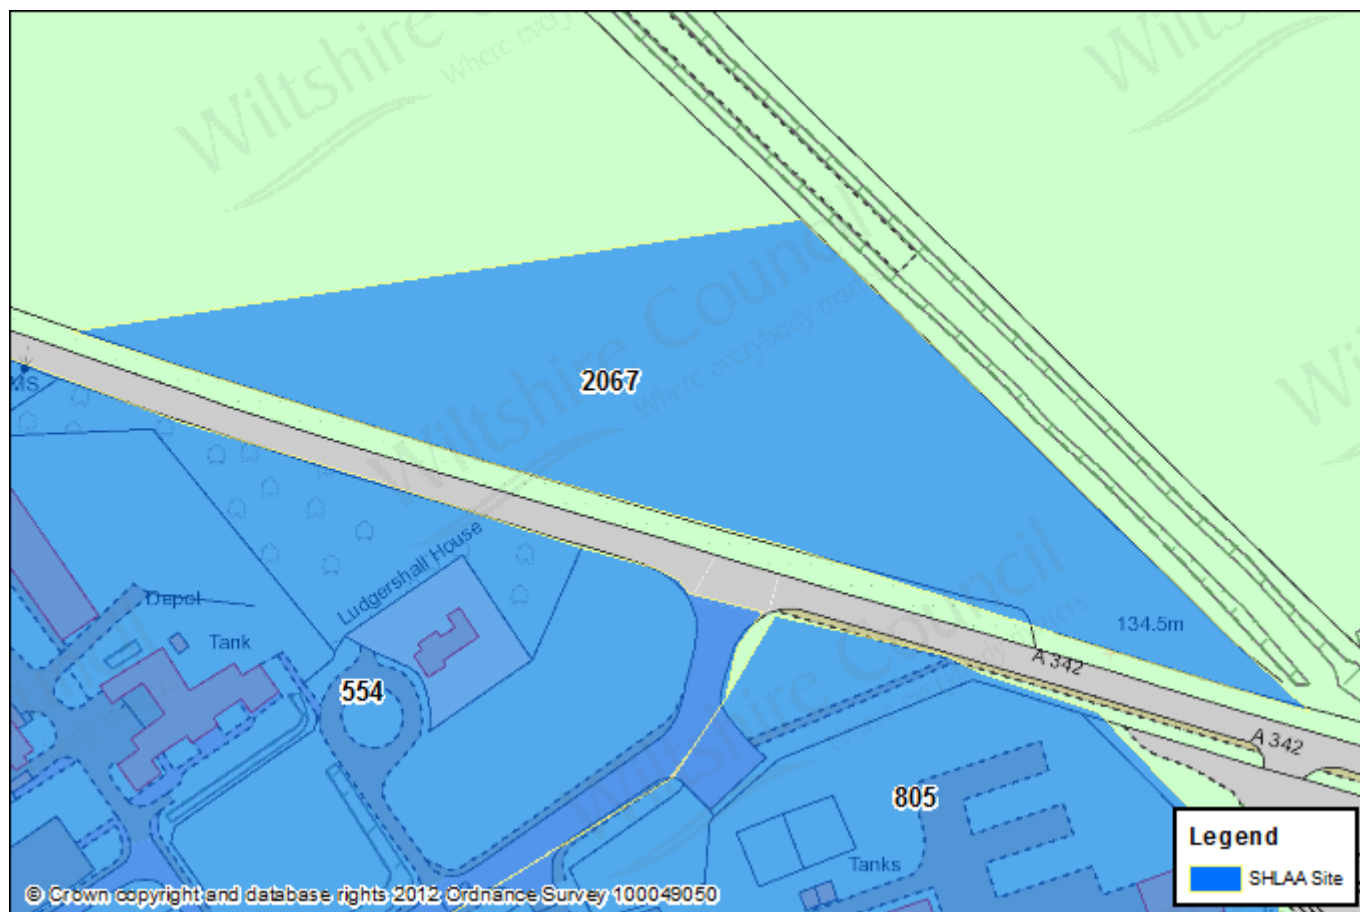 Wiltshire Council
Where everybody matters
2067
MS
Ludgershall House
Depot
Tank
134.5m
A 342
554
A 342
805
Tanks
Legend
SHLAA Site
© Crown copyright and database rights 2012 Ordnance Survey 100049050